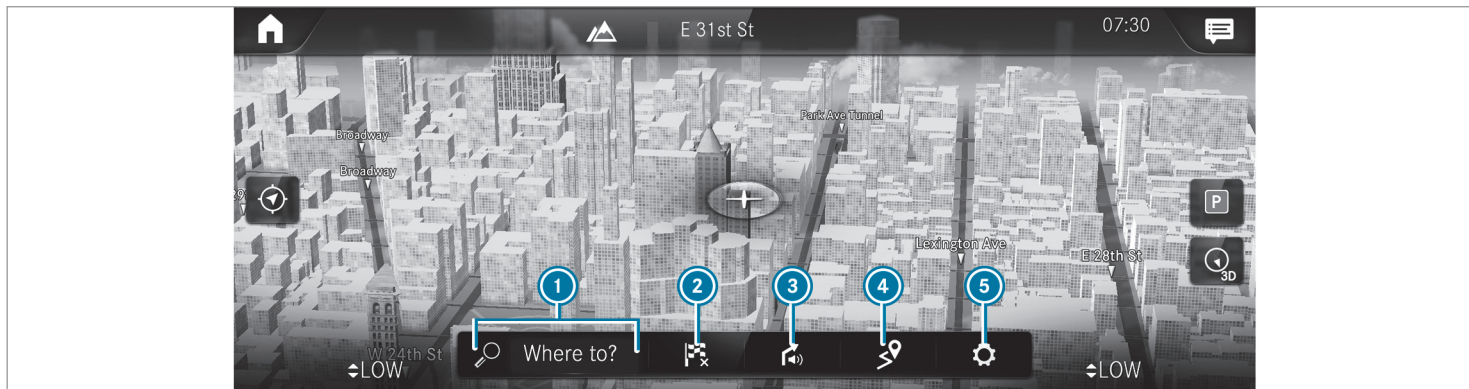 E 31st St
07:30
Broadway
Park Ave Tunnel
Broadway
P
Lexington Ave
E 28th St
3D
1
2
3
4
5
Where to?
W 24th St
LOW
LOW